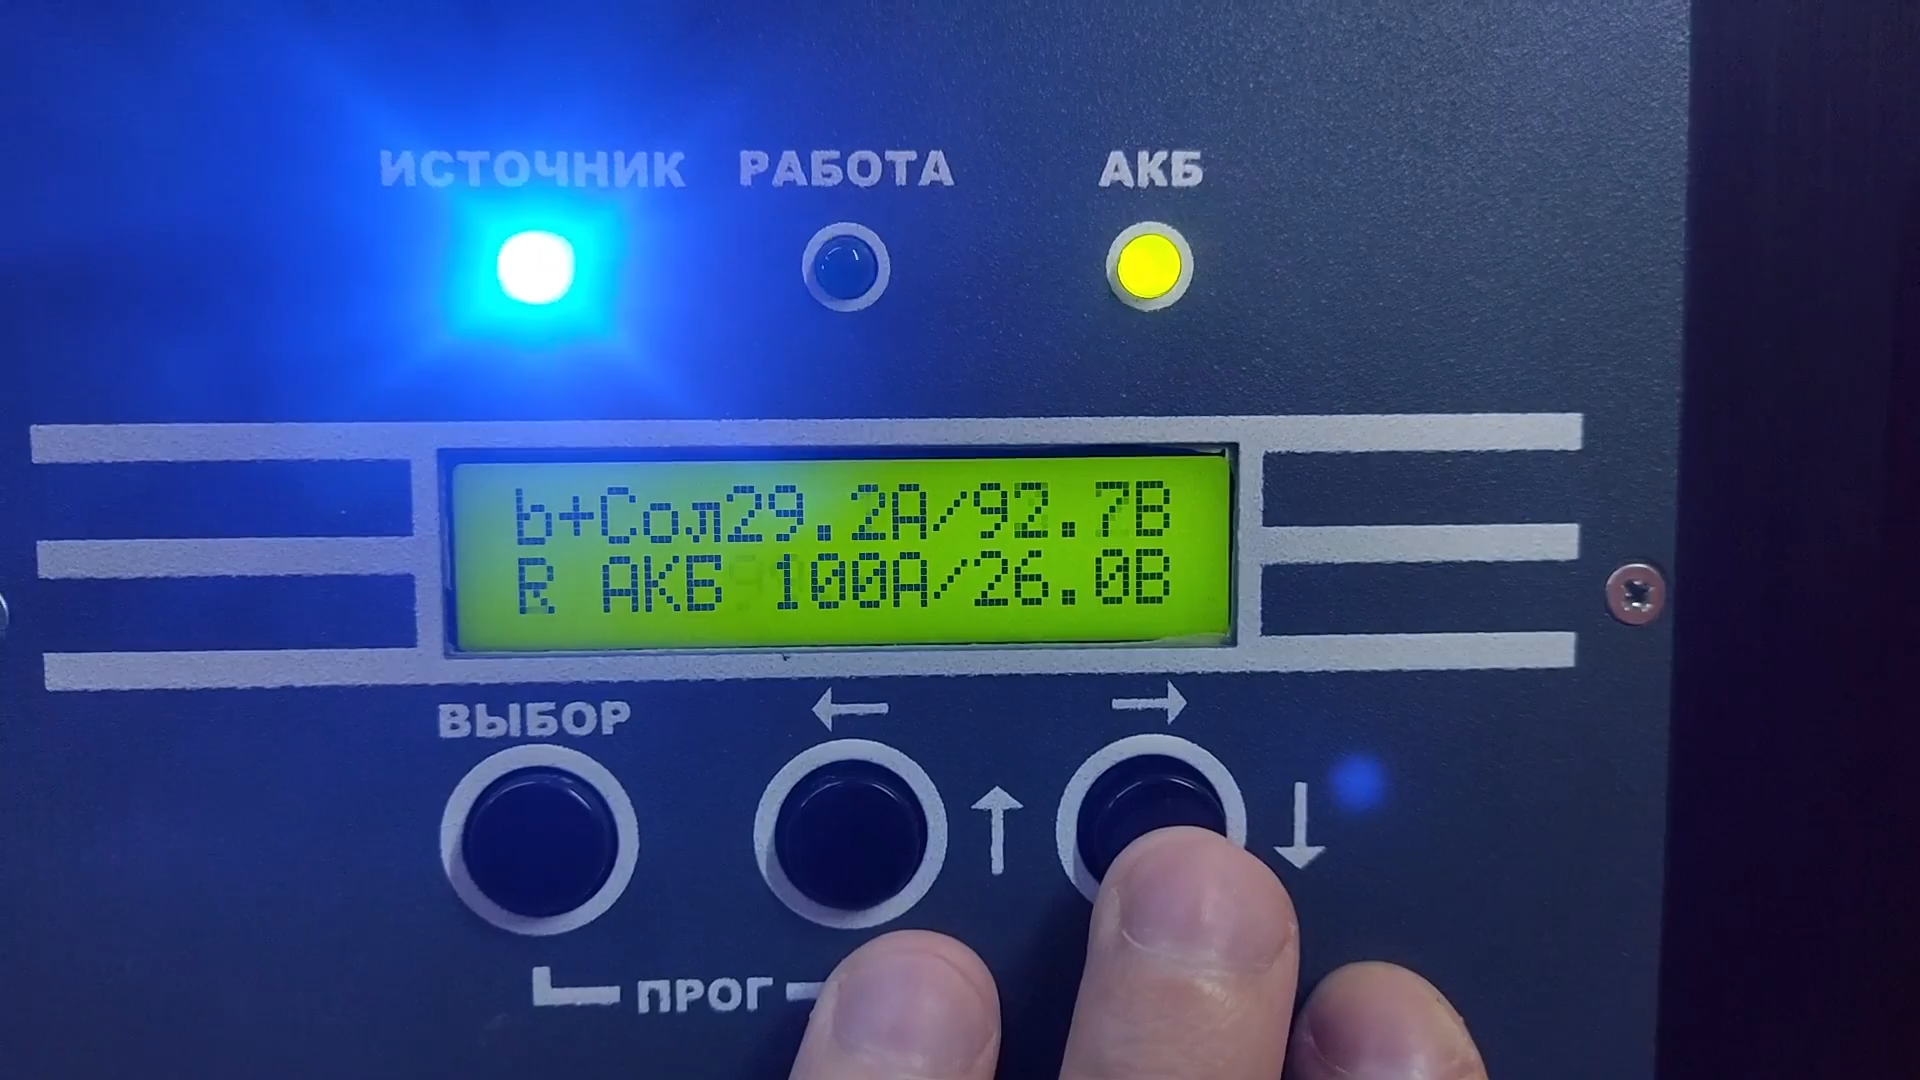 ИСТОЧНИК РАБОТА АКБ
b+Сол29.2А/92.7В
R АКБ 100А/26.0В
ВЫБОР ← →
↑ ↓
ПРОГ